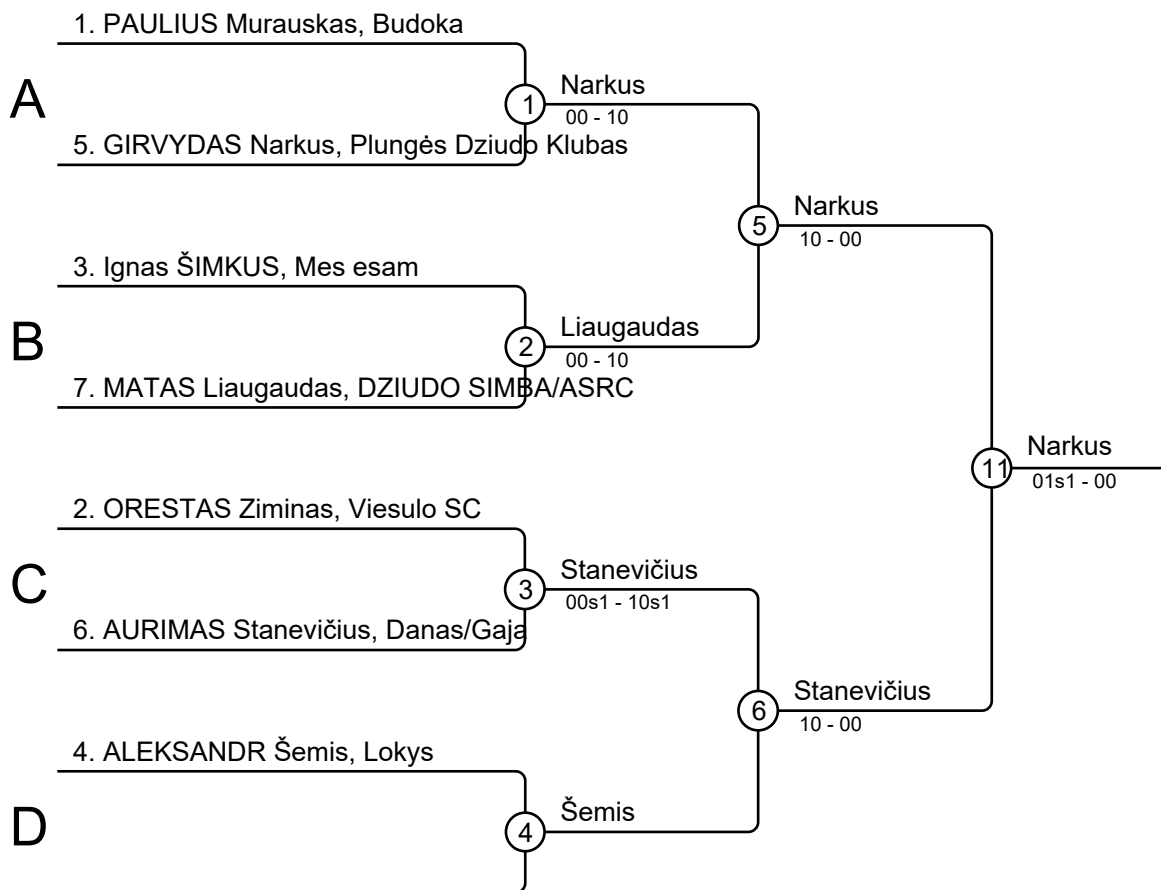 1. PAULIUS Murauskas, Budoka
A
1
Narkus
00 - 10
5. GIRVYDAS Narkus, Plungės Dziudo Klubas
5
Narkus
10 - 00
3. Ignas ŠIMKUS, Mes esam
B
2
Liaugaudas
00 - 10
7. MATAS Liaugaudas, DZIUDO SIMBA/ASRC
11
Narkus
01s1 - 00
2. ORESTAS Ziminas, Viesulo SC
C
3
Stanevičius
00s1 - 10s1
6. AURIMAS Stanevičius, Danas/Gaja
6
Stanevičius
10 - 00
4. ALEKSANDR Šemis, Lokys
D
4
Šemis